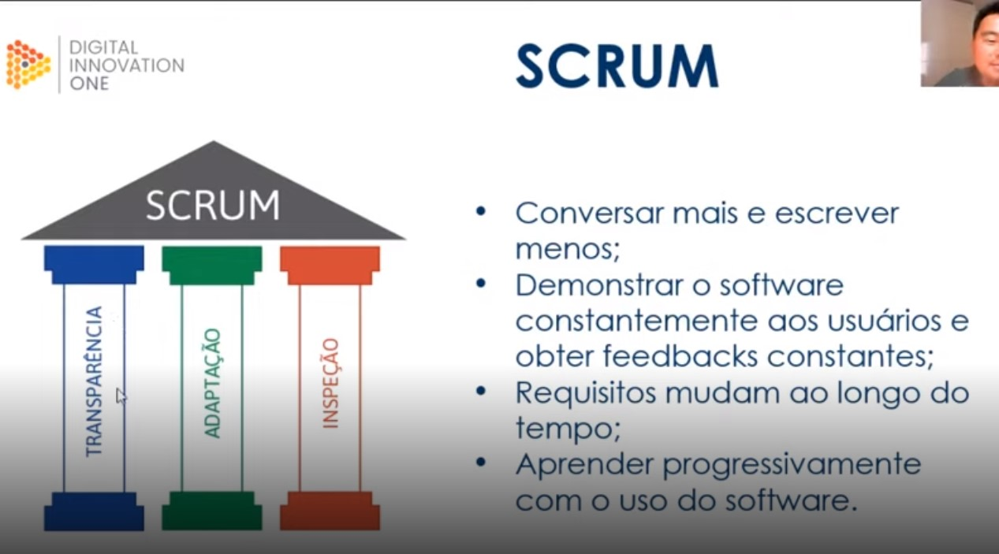 DIGITAL
INNOVATION
ONE
SCRUM
SCRUM
TRANSPARÊNCIA
ADAPTAÇÃO
INSPEÇÃO
• Conversar mais e escrever
menos;
• Demonstrar o software
constantemente aos usuários e
obter feedbacks constantes;
• Requisitos mudam ao longo do
tempo;
• Aprender progressivamente
com o uso do software.